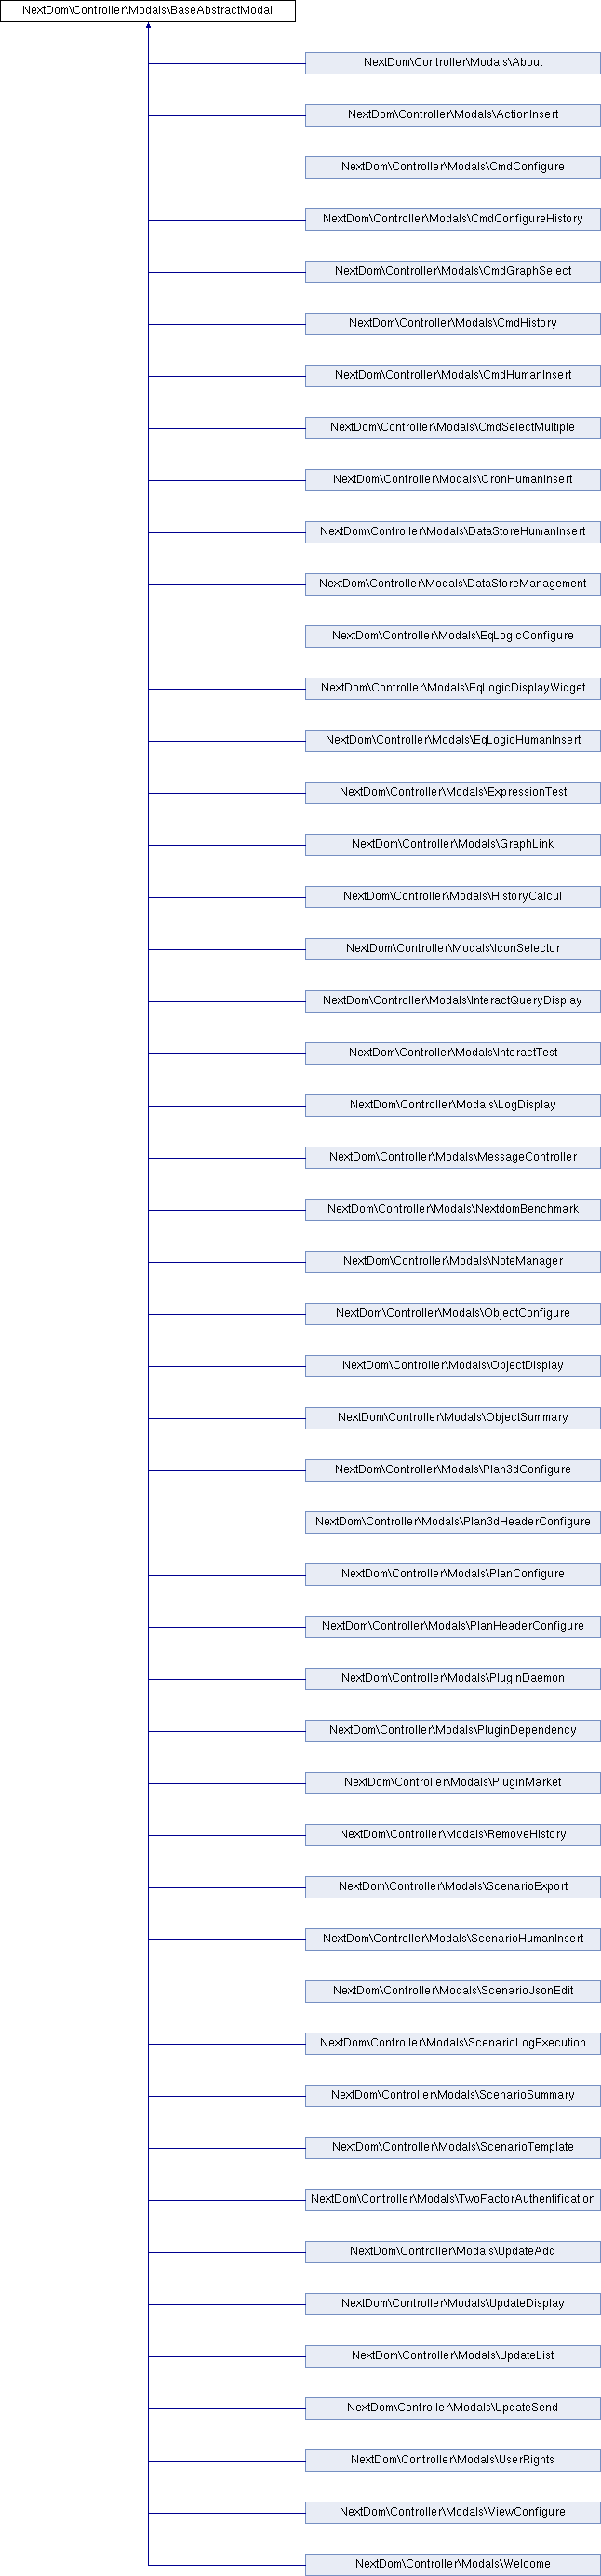 NextDom\Controller\Modals\BaseAbstractModal
NextDom\Controller\Modals\About
NextDom\Controller\Modals\ActionInsert
NextDom\Controller\Modals\CmdConfigure
NextDom\Controller\Modals\CmdConfigureHistory
NextDom\Controller\Modals\CmdGraphSelect
NextDom\Controller\Modals\CmdHistory
NextDom\Controller\Modals\CmdHumanInsert
NextDom\Controller\Modals\CmdSelectMultiple
NextDom\Controller\Modals\CronHumanInsert
NextDom\Controller\Modals\DataStoreHumanInsert
NextDom\Controller\Modals\DataStoreManagement
NextDom\Controller\Modals\EqLogicConfigure
NextDom\Controller\Modals\EqLogicDisplayWidget
NextDom\Controller\Modals\EqLogicHumanInsert
NextDom\Controller\Modals\ExpressionTest
NextDom\Controller\Modals\GraphLink
NextDom\Controller\Modals\HistoryCalcul
NextDom\Controller\Modals\IconSelector
NextDom\Controller\Modals\InteractQueryDisplay
NextDom\Controller\Modals\InteractTest
NextDom\Controller\Modals\LogDisplay
NextDom\Controller\Modals\MessageController
NextDom\Controller\Modals\NextdomBenchmark
NextDom\Controller\Modals\NoteManager
NextDom\Controller\Modals\ObjectConfigure
NextDom\Controller\Modals\ObjectDisplay
NextDom\Controller\Modals\ObjectSummary
NextDom\Controller\Modals\Plan3dConfigure
NextDom\Controller\Modals\Plan3dHeaderConfigure
NextDom\Controller\Modals\PlanConfigure
NextDom\Controller\Modals\PlanHeaderConfigure
NextDom\Controller\Modals\PluginDaemon
NextDom\Controller\Modals\PluginDependency
NextDom\Controller\Modals\PluginMarket
NextDom\Controller\Modals\RemoveHistory
NextDom\Controller\Modals\ScenarioExport
NextDom\Controller\Modals\ScenarioHumanInsert
NextDom\Controller\Modals\ScenarioJsonEdit
NextDom\Controller\Modals\ScenarioLogExecution
NextDom\Controller\Modals\ScenarioSummary
NextDom\Controller\Modals\ScenarioTemplate
NextDom\Controller\Modals\TwoFactorAuthentification
NextDom\Controller\Modals\UpdateAdd
NextDom\Controller\Modals\UpdateDisplay
NextDom\Controller\Modals\UpdateList
NextDom\Controller\Modals\UpdateSend
NextDom\Controller\Modals\UserRights
NextDom\Controller\Modals\ViewConfigure
NextDom\Controller\Modals\Welcome